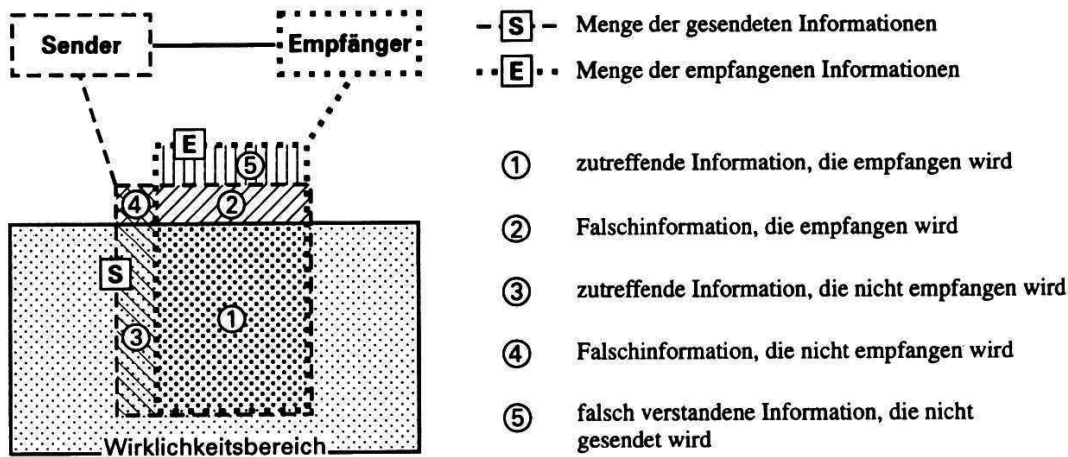 Sender
Empfänger
E
5
4
2
S
1
3
Wirklichkeitsbereich
S Menge der gesendeten Informationen
E Menge der empfangenen Informationen
1 zutreffende Information, die empfangen wird
2 Falschinformation, die empfangen wird
3 zutreffende Information, die nicht empfangen wird
4 Falschinformation, die nicht empfangen wird
5 falsch verstandene Information, die nicht
gesendet wird